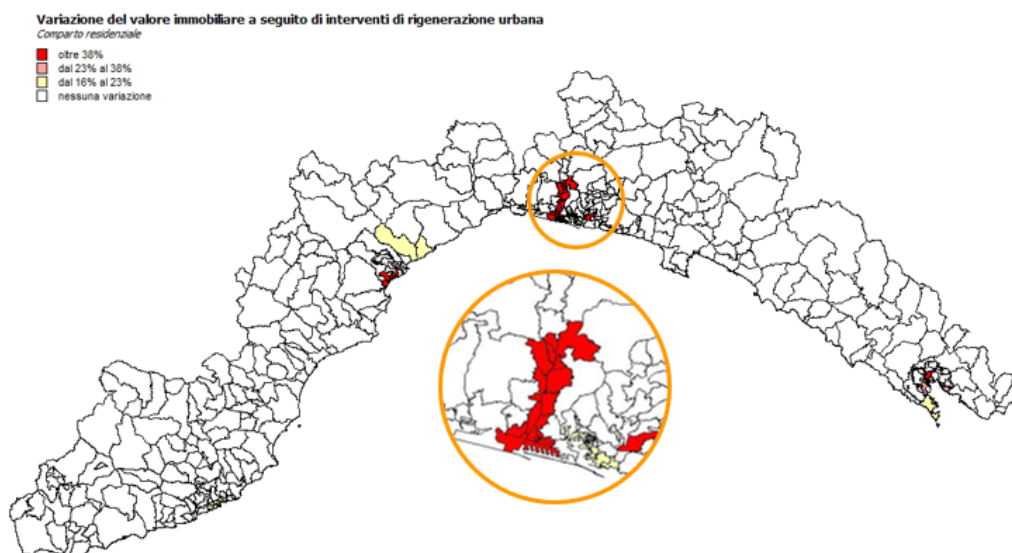 Variazione del valore immobiliare a seguito di interventi di rigenerazione urbana
Comparto residenziale
oltre 38%
dal 23% al 38%
dal 16% al 23%
nessuna variazione